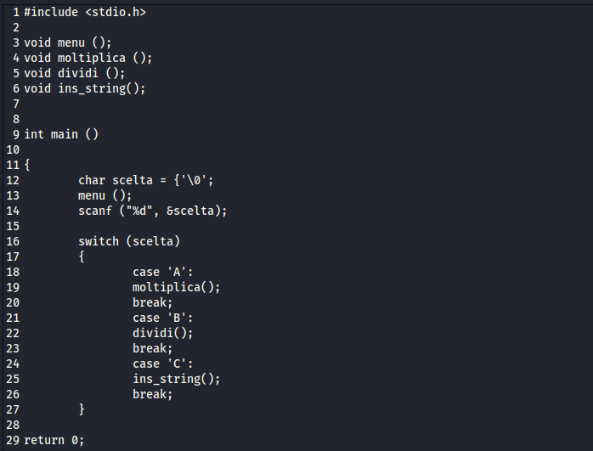 1 #include <stdio.h>
2
3 void menu ();
4 void moltiplica ();
5 void dividi ();
6 void ins_string();
7
8
9 int main ()
10
11 {
12         char scelta = {'\0';
13         menu ();
14         scanf ("%d", &scelta);
15
16         switch (scelta)
17         {
18                 case 'A':
19                 moltiplica();
20                 break;
21                 case 'B':
22                 dividi();
23                 break;
24                 case 'C':
25                 ins_string();
26                 break;
27         }
28
29 return 0;